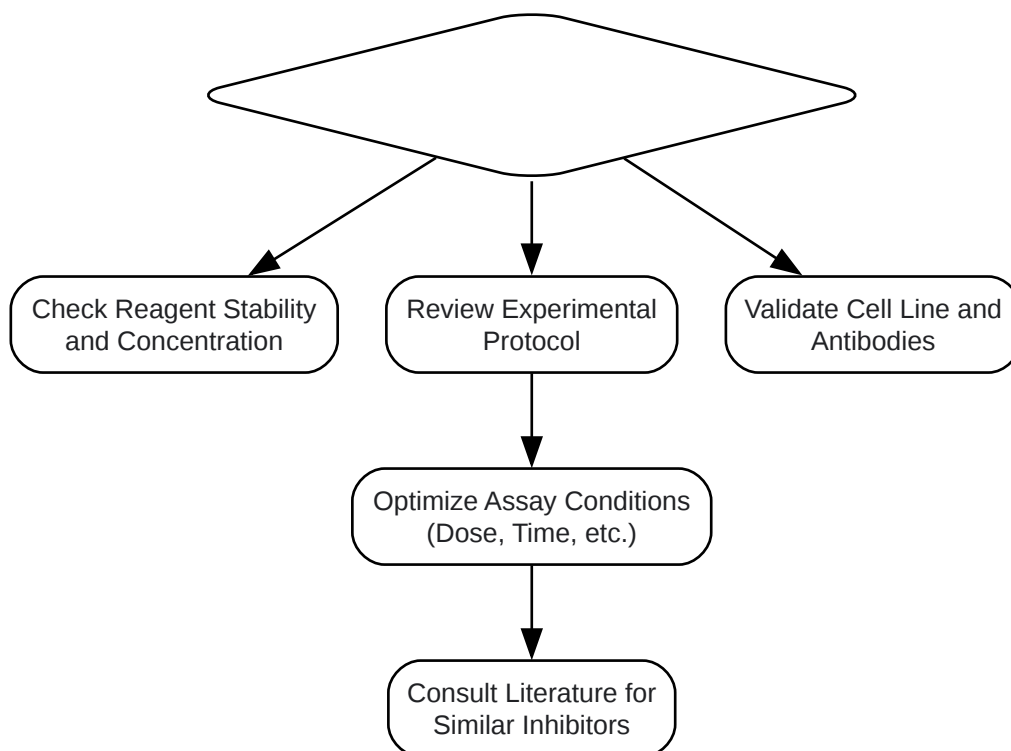 Check Reagent Stability
and Concentration
Review Experimental
Protocol
Validate Cell Line and
Antibodies
Optimize Assay Conditions
(Dose, Time, etc.)
Consult Literature for
Similar Inhibitors